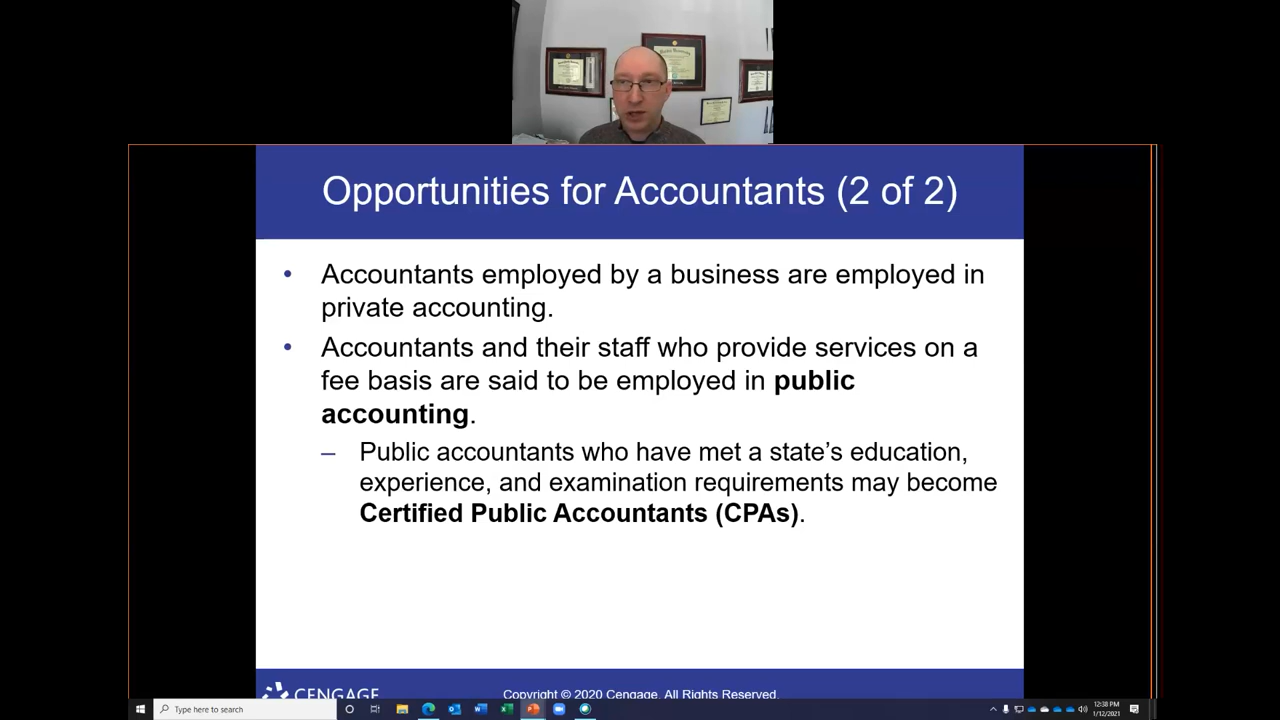 Opportunities for Accountants (2 of 2)
• Accountants employed by a business are employed in
private accounting.
• Accountants and their staff who provide services on a
fee basis are said to be employed in public
accounting.
– Public accountants who have met a state’s education,
experience, and examination requirements may become
Certified Public Accountants (CPAs).
CENGAGE
Copyright © 2020 Cengage. All Rights Reserved.
Type here to search
12:38 PM
1/12/2021